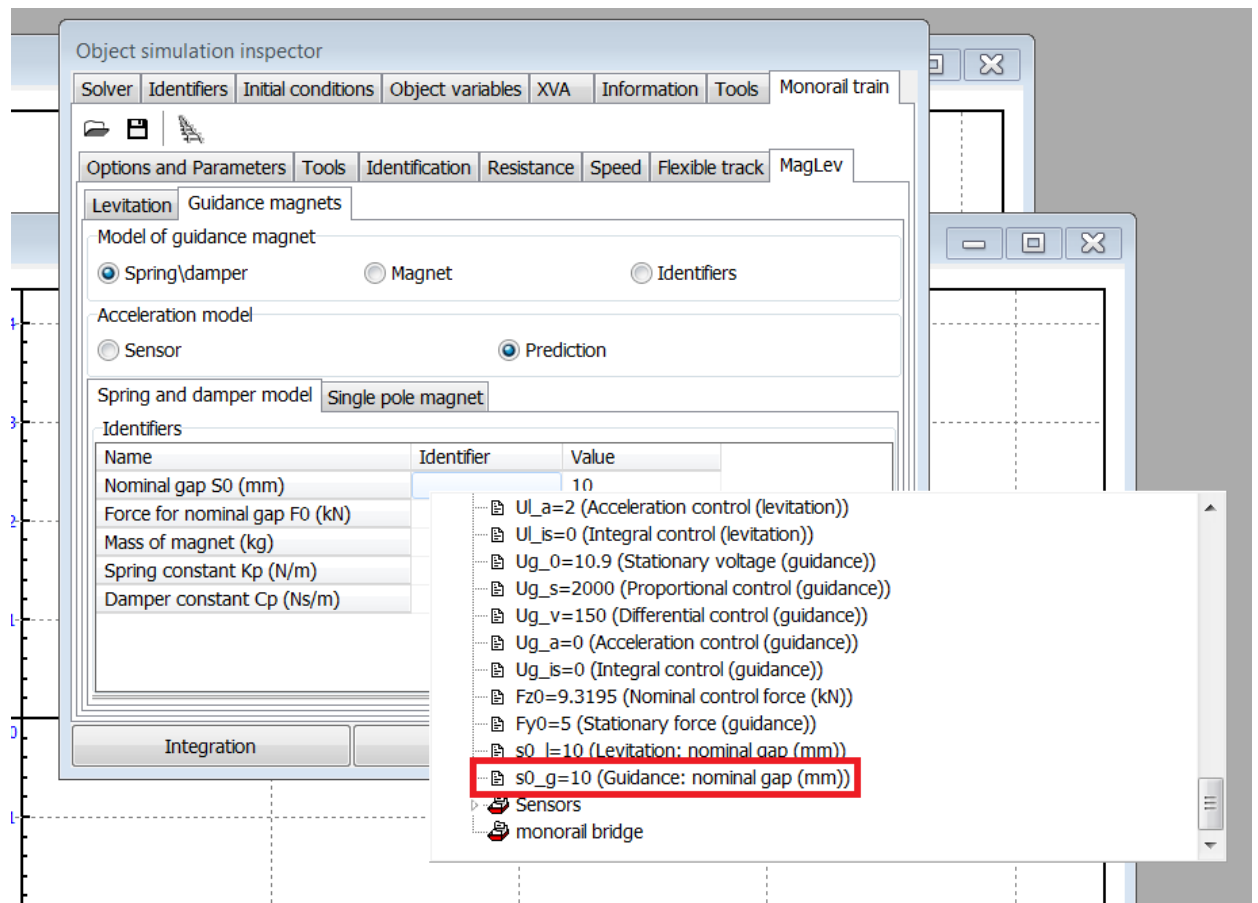 Object simulation inspector
Solver Identifiers Initial conditions Object variables XVA Information Tools Monorail train
Options and Parameters Tools Identification Resistance Speed Flexible track MagLev
Levitation Guidance magnets
Model of guidance magnet
Spring\damper Magnet Identifiers
Acceleration model
Sensor Prediction
Spring and damper model Single pole magnet
Identifiers
Name Identifier Value
Nominal gap S0 (mm) 10
Force for nominal gap F0 (kN)
Mass of magnet (kg)
Spring constant Kp (N/m)
Damper constant Cp (Ns/m)
Ul_a=2 (Acceleration control (levitation))
Ul_is=0 (Integral control (levitation))
Ug_0=10.9 (Stationary voltage (guidance))
Ug_s=2000 (Proportional control (guidance))
Ug_v=150 (Differential control (guidance))
Ug_a=0 (Acceleration control (guidance))
Ug_is=0 (Integral control (guidance))
Fz0=9.3195 (Nominal control force (kN))
Fy0=5 (Stationary force (guidance))
s0_l=10 (Levitation: nominal gap (mm))
s0_g=10 (Guidance: nominal gap (mm))
Sensors
monorail bridge
Integration
4
3
2
1
0
1